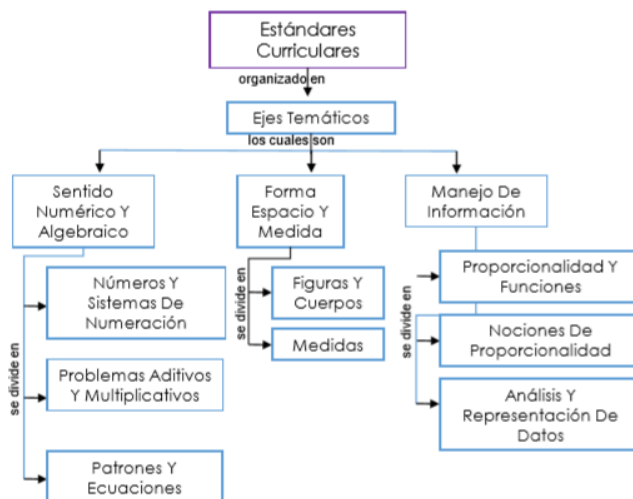 Estándares
Curriculares
organizado en
Ejes Temáticos
los cuales son
Sentido
Numérico Y
Algebraico
Forma
Espacio Y
Medida
Manejo De
Información
se divide en
Números Y
Sistemas De
Numeración
Problemas Aditivos
Y Multiplicativos
Patrones Y
Ecuaciones
se divide en
Figuras Y
Cuerpos
Medidas
se divide en
Proporcionalidad Y
Funciones
Nociones De
Proporcionalidad
Análisis Y
Representación De
Datos